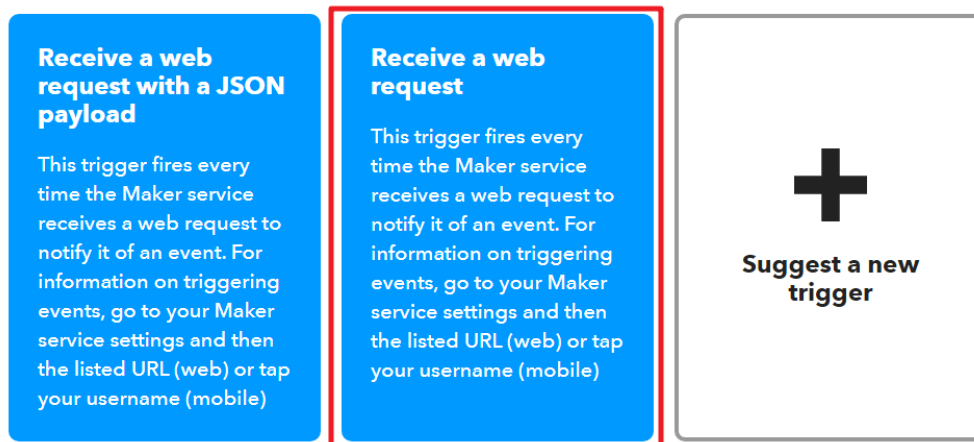 Receive a web
request with a JSON
payload
This trigger fires every
time the Maker service
receives a web request to
notify it of an event. For
information on triggering
events, go to your Maker
service settings and then
the listed URL (web) or tap
your username (mobile)
Receive a web
request
This trigger fires every
time the Maker service
receives a web request to
notify it of an event. For
information on triggering
events, go to your Maker
service settings and then
the listed URL (web) or tap
your username (mobile)
Suggest a new
trigger